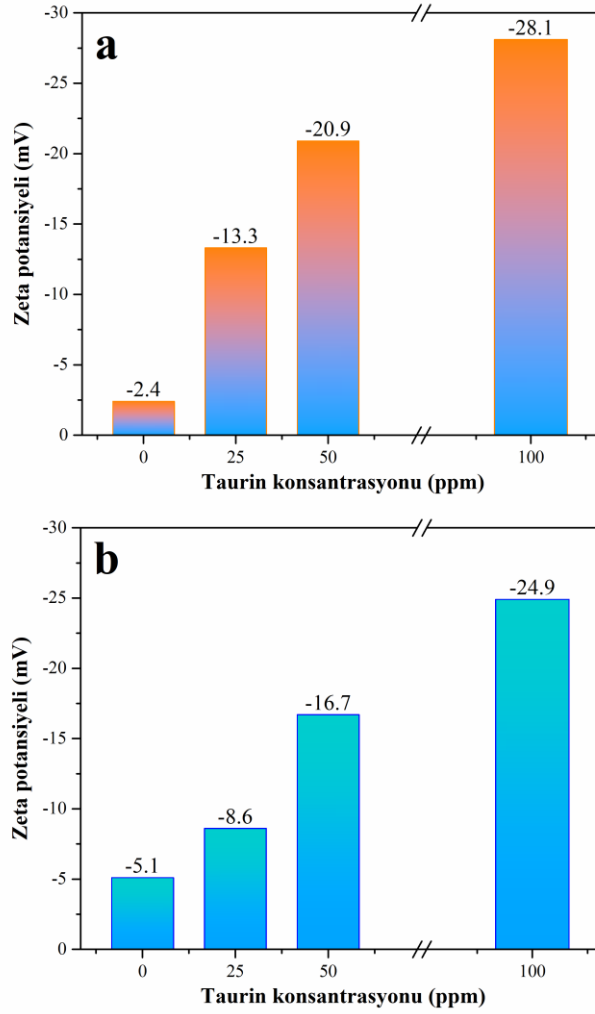 a
-30
-25
-20
-15
-10
-5
0
Zeta potansiyeli (mV)
-2.4
-13.3
-20.9
-28.1
0 25 50 100
Taurin konsantrasyonu (ppm)
b
-30
-25
-20
-15
-10
-5
0
Zeta potansiyeli (mV)
-5.1
-8.6
-16.7
-24.9
0 25 50 100
Taurin konsantrasyonu (ppm)